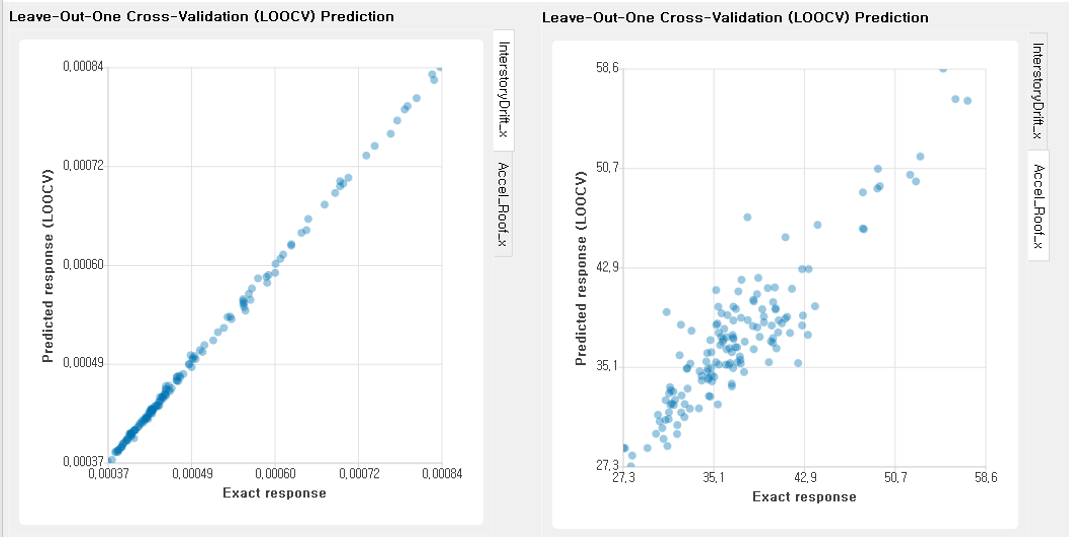 Leave-Out-One Cross-Validation (LOOCV) Prediction
0,00084
0,00072
0,00060
0,00049
0,00037
Predicted response (LOOCV)
0,00037 0,00049 0,00060 0,00072 0,00084
Exact response
InterstoryDrift_x
Accel_Roof_x
Leave-Out-One Cross-Validation (LOOCV) Prediction
58,6
50,7
42,9
35,1
27,3
Predicted response (LOOCV)
27,3 35,1 42,9 50,7 58,6
Exact response
InterstoryDrift_x
Accel_Roof_x